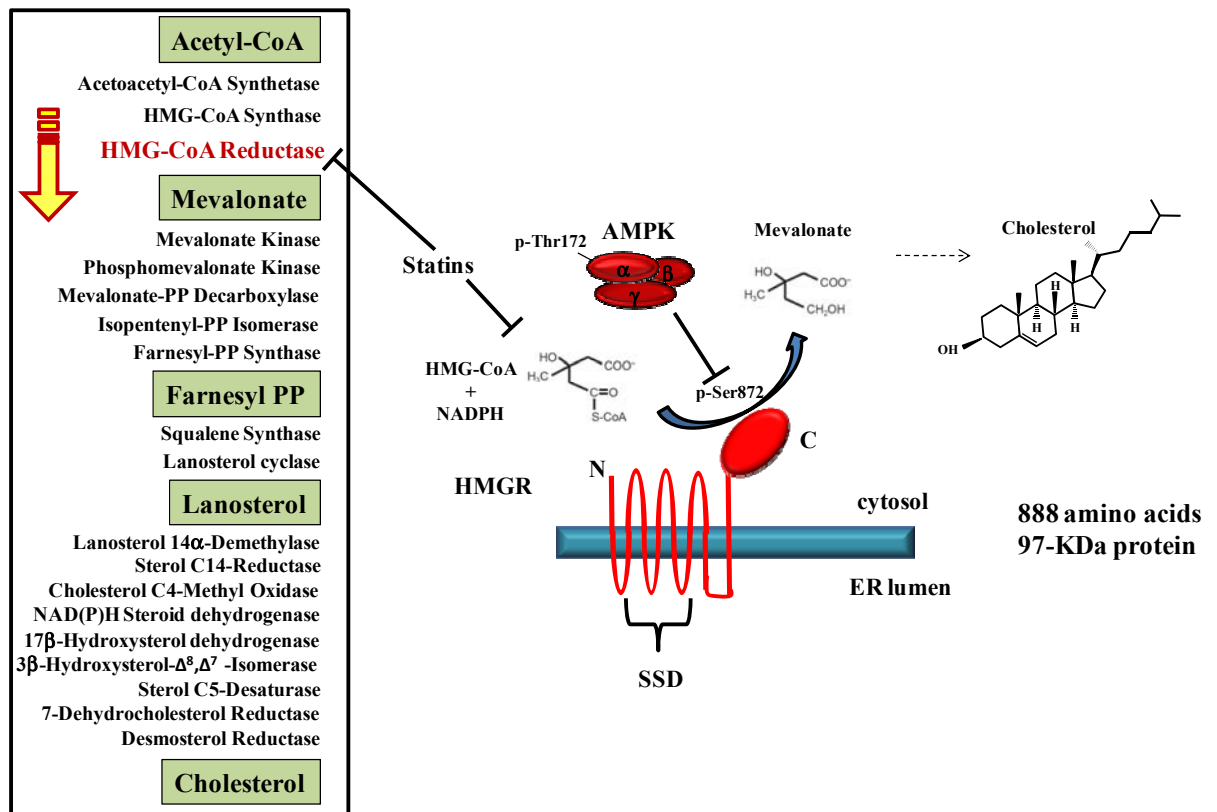 Acetyl-CoA
Acetoacetyl-CoA Synthetase
HMG-CoA Synthase
HMG-CoA Reductase
Mevalonate
Mevalonate Kinase
Phosphomevalonate Kinase
Mevalonate-PP Decarboxylase
Isopentenyl-PP Isomerase
Farnesyl-PP Synthase
Farnesyl PP
Squalene Synthase
Lanosterol cyclase
Lanosterol
Lanosterol 14α-Demethylase
Sterol C14-Reductase
Cholesterol C4-Methyl Oxidase
NAD(P)H Steroid dehydrogenase
17β-Hydroxysterol dehydrogenase
3β-Hydroxysterol-Δ⁸,Δ⁷ -Isomerase
Sterol C5-Desaturase
7-Dehydrocholesterol Reductase
Desmosterol Reductase
Cholesterol
Statins
AMPK
p-Thr172
α
β
γ
Mevalonate
HO
COO⁻
H₃C
CH₂OH
Cholesterol
H
H
H
OH
HMG-CoA
+
NADPH
HO
COO⁻
H₃C
C=O
S-CoA
p-Ser872
C
N
HMGR
cytosol
ER lumen
SSD
888 amino acids
97-KDa protein